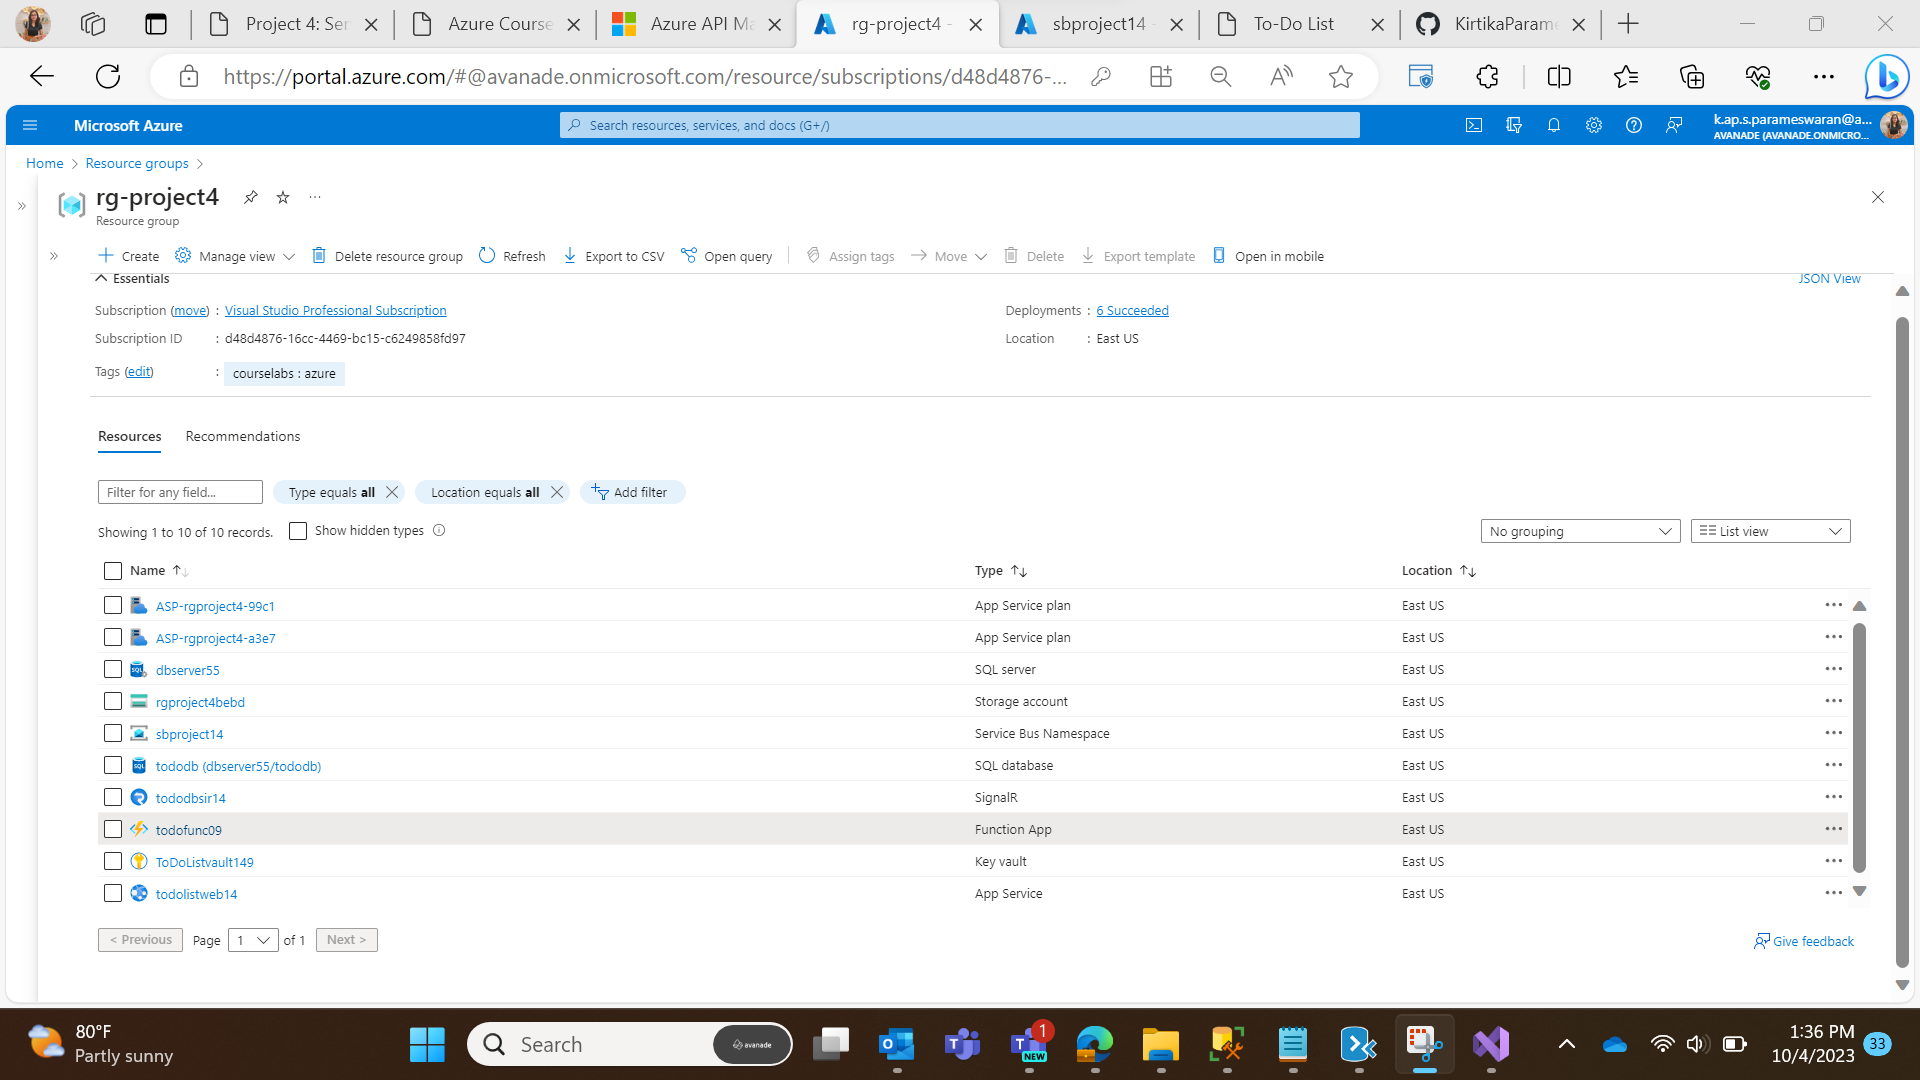 Project 4: Ser
Azure Course
Azure API Ma
rg-project4 -
sbproject14 -
To-Do List
KirtikaParame
https://portal.azure.com/#@avanade.onmicrosoft.com/resource/subscriptions/d48d4876-...
Microsoft Azure
Search resources, services, and docs (G+/)
k.ap.s.parameswaran@a...
AVANADE (AVANADE.ONMICRO...
Home > Resource groups >
rg-project4
Resource group
Create
Manage view
Delete resource group
Refresh
Export to CSV
Open query
Assign tags
Move
Delete
Export template
Open in mobile
Essentials
JSON View
Subscription (move) : Visual Studio Professional Subscription
Deployments : 6 Succeeded
Subscription ID : d48d4876-16cc-4469-bc15-c6249858fd97
Location : East US
Tags (edit) : courselabs : azure
Resources Recommendations
Filter for any field...
Type equals all
Location equals all
Add filter
Showing 1 to 10 of 10 records.
Show hidden types
No grouping
List view
Name Type Location
ASP-rgproject4-99c1 App Service plan East US
ASP-rgproject4-a3e7 App Service plan East US
dbserver55 SQL server East US
rgproject4bebd Storage account East US
sbproject14 Service Bus Namespace East US
tododb (dbserver55/tododb) SQL database East US
tododbsir14 SignalR East US
todofunc09 Function App East US
ToDoListvault149 Key vault East US
todolistweb14 App Service East US
< Previous Page 1 of 1 Next >
Give feedback
80°F
Partly sunny
Search
avanade
1
NEW
1:36 PM
10/4/2023
33